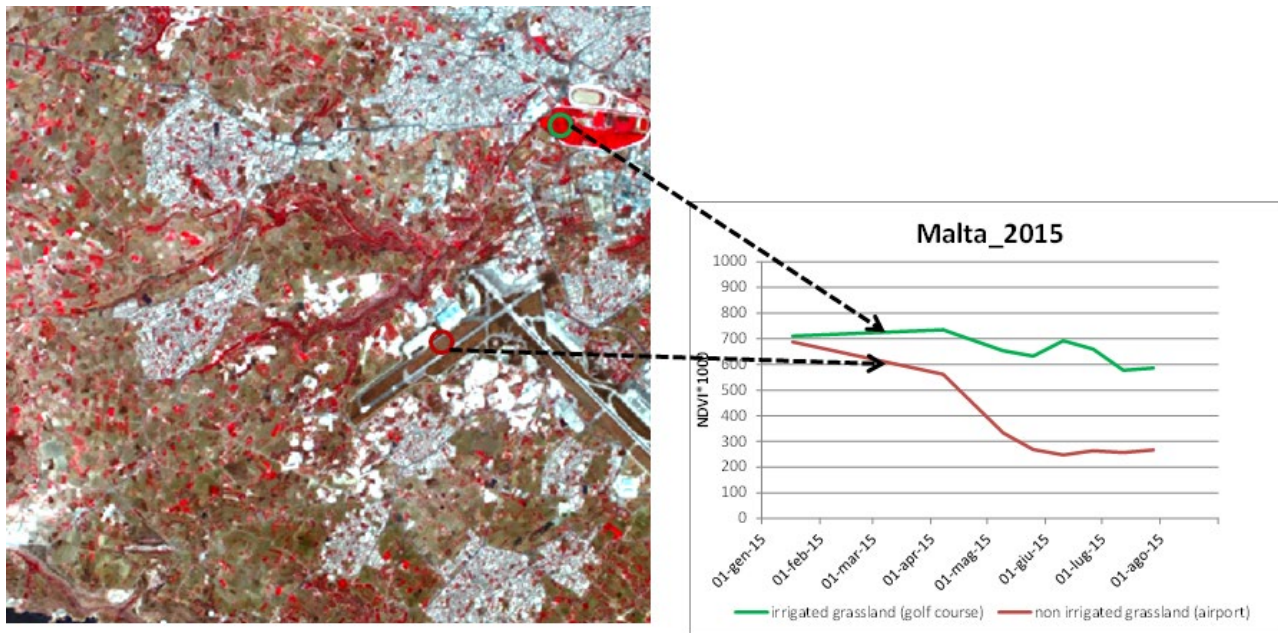 Malta_2015
1000
900
800
700
600
500
400
300
200
100
0
NDVI*1000
01-gen-15
01-feb-15
01-mar-15
01-apr-15
01-mag-15
01-giu-15
01-lug-15
01-ago-15
irrigated grassland (golf course)
non irrigated grassland (airport)